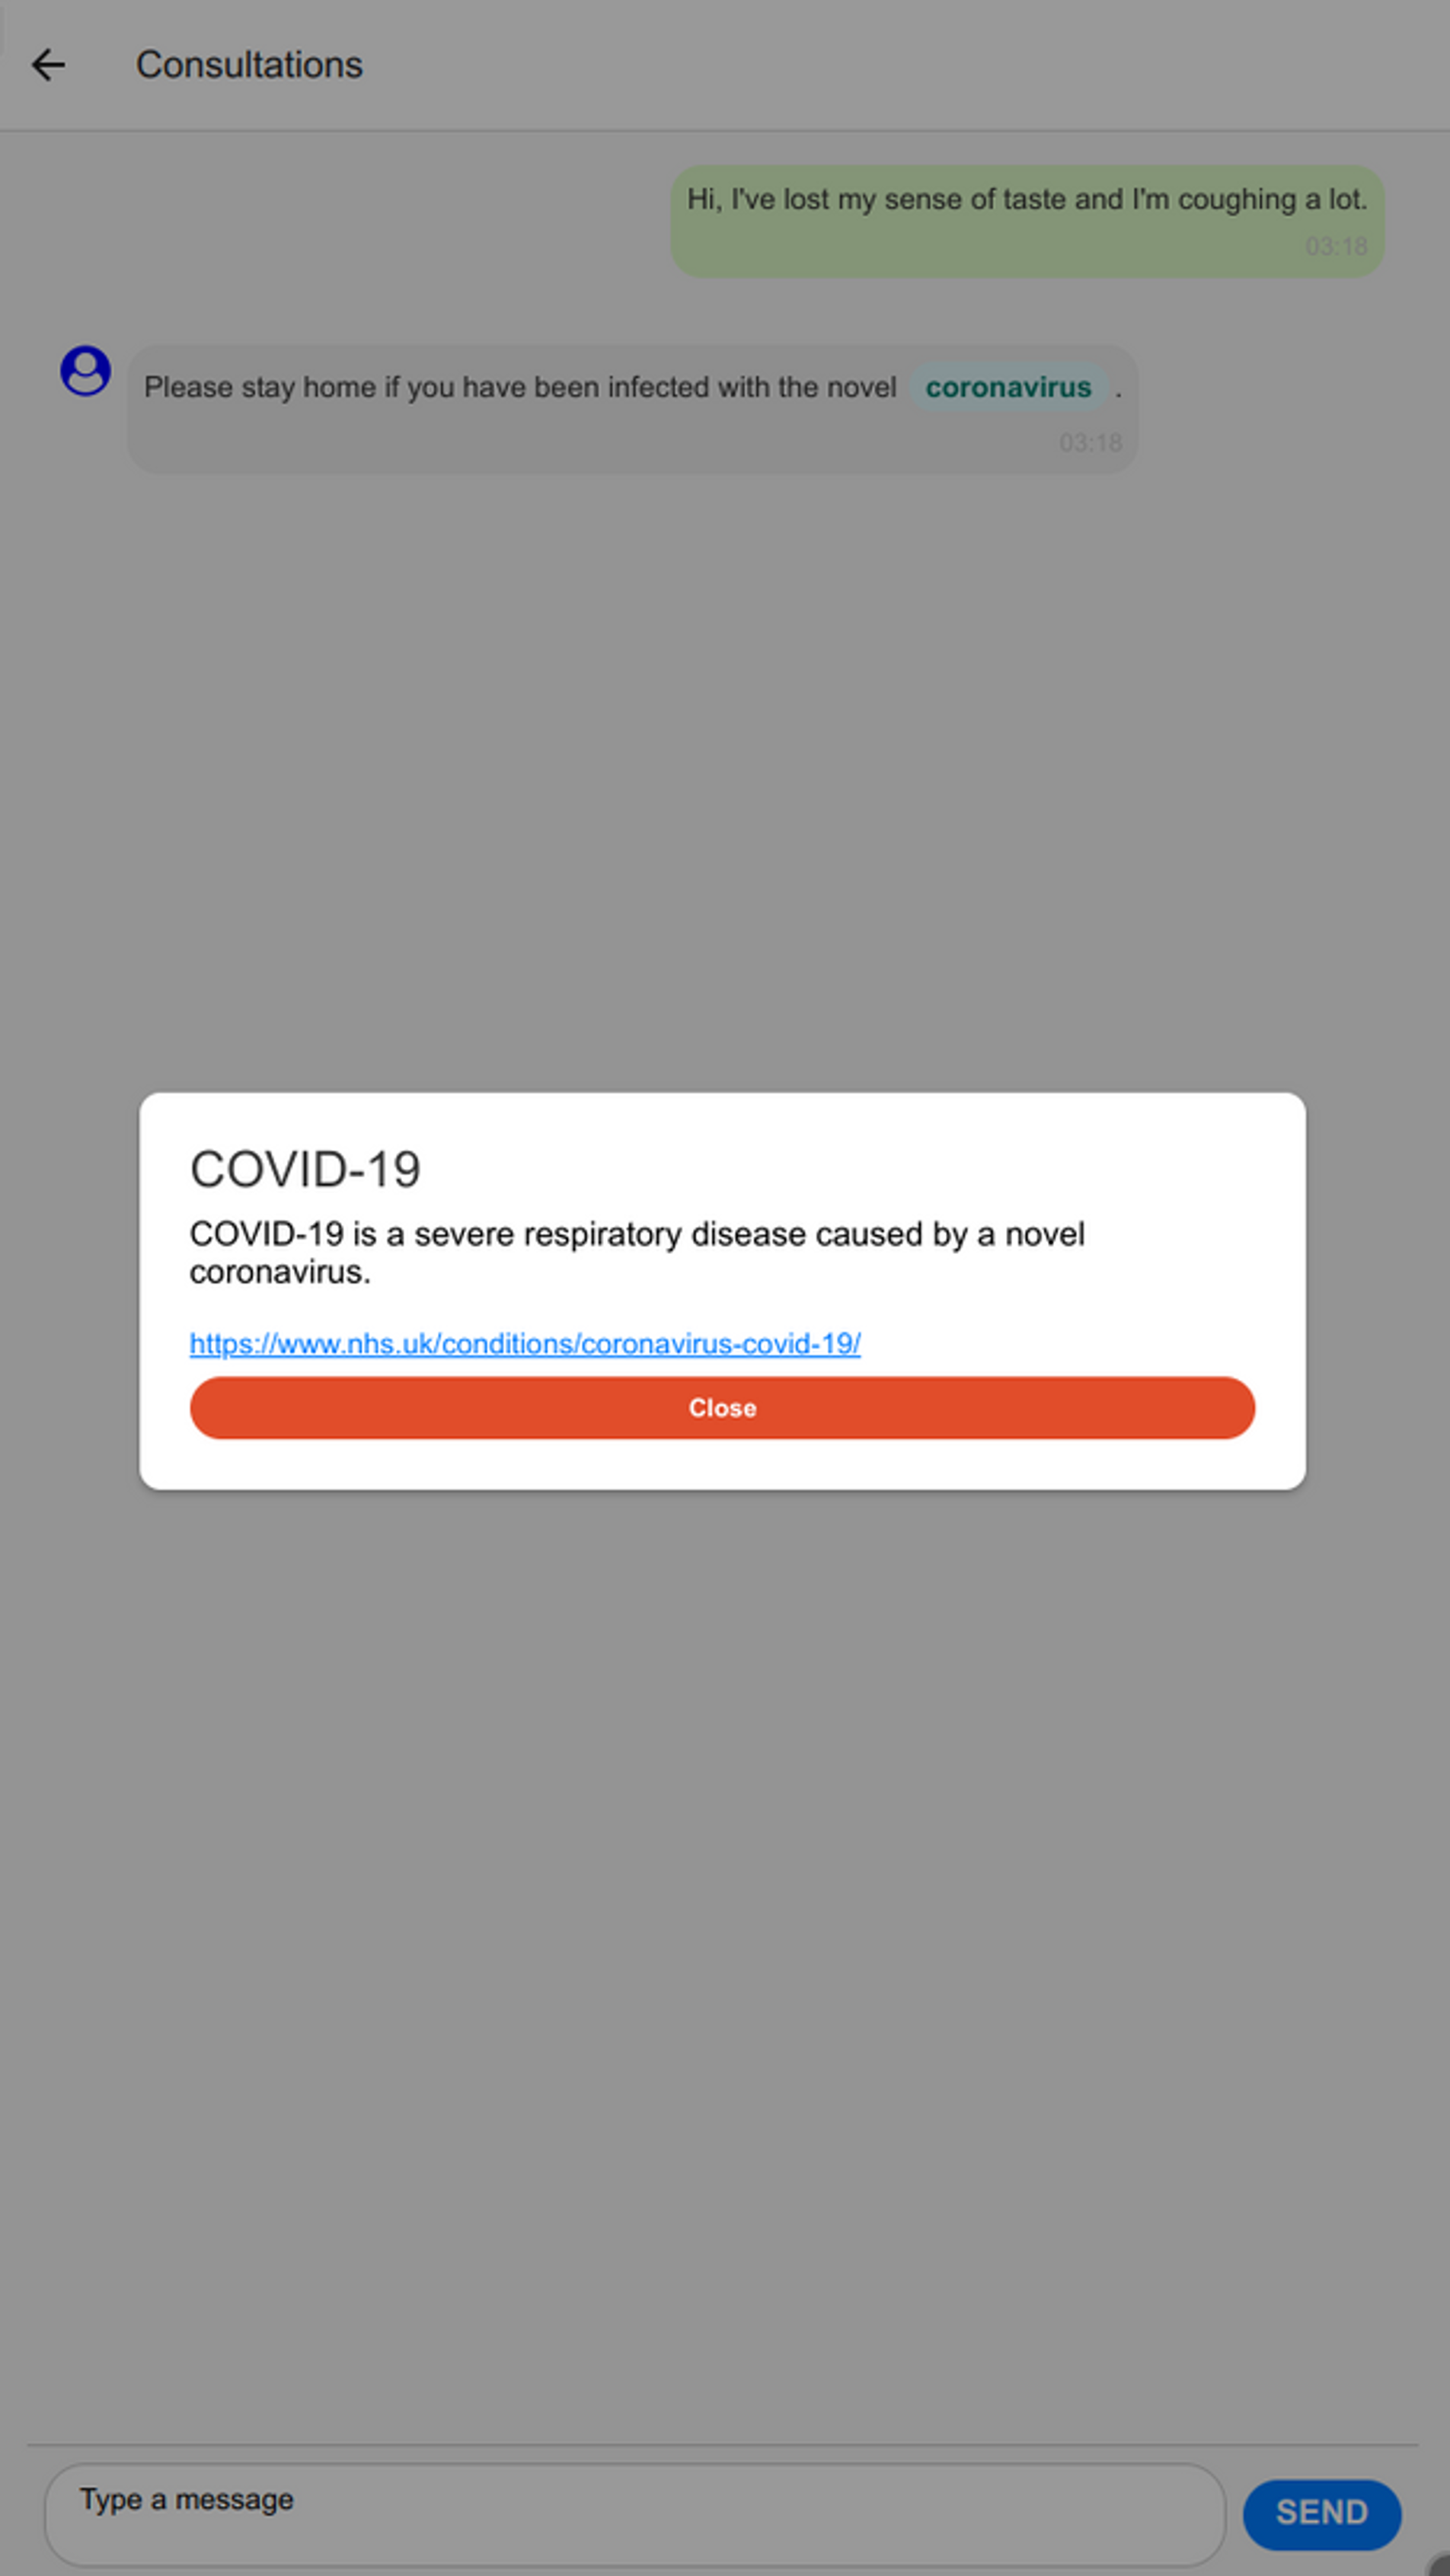 Consultations
Hi, I've lost my sense of taste and I'm coughing a lot.
03:18
Please stay home if you have been infected with the novel coronavirus .
03:18
COVID-19
COVID-19 is a severe respiratory disease caused by a novel
coronavirus.
https://www.nhs.uk/conditions/coronavirus-covid-19/
Close
Type a message
SEND